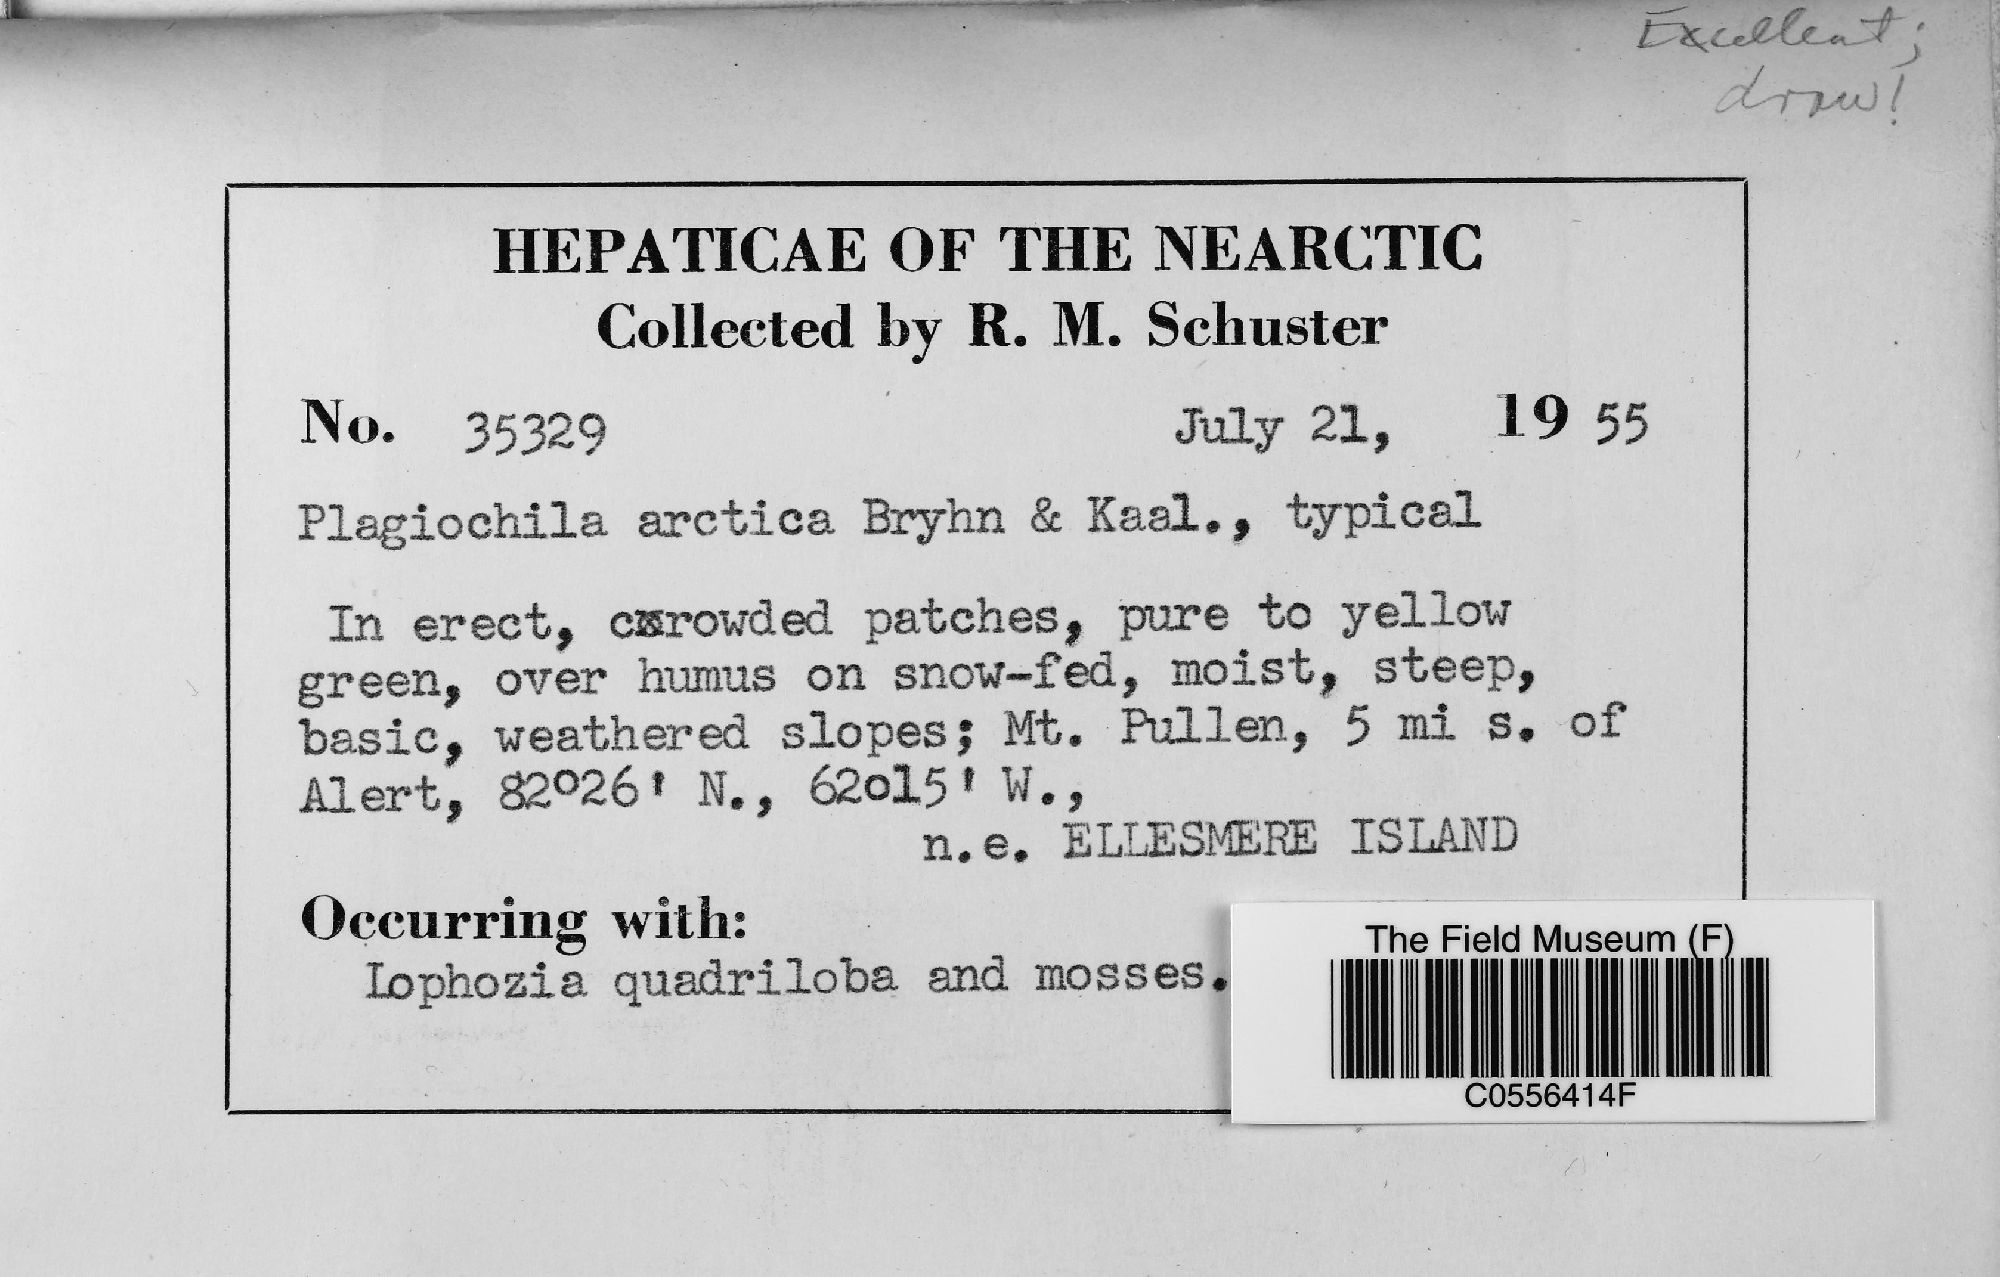 Excellent;
draw!
HEPATICAE OF THE NEARCTIC
Collected by R. M. Schuster
No. 35329 July 21, 19 55
Plagiochila arctica Bryhn & Kaal., typical
In erect, cxrowded patches, pure to yellow
green, over humus on snow-fed, moist, steep,
basic, weathered slopes; Mt. Pullen, 5 mi s. of
Alert, 82o26' N., 62o15' W.,
n.e. ELLESMERE ISLAND
Occurring with:
Lophozia quadriloba and mosses.
The Field Museum (F)
C0556414F